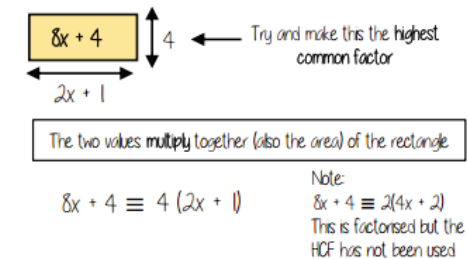 8x + 4
4
Try and make this the highest
common factor
2x + 1
The two values multiply together (also the area) of the rectangle
8x + 4 ≡ 4 (2x + 1)
Note:
8x + 4 ≡ 2(4x + 2)
This is factorised but the
HCF has not been used